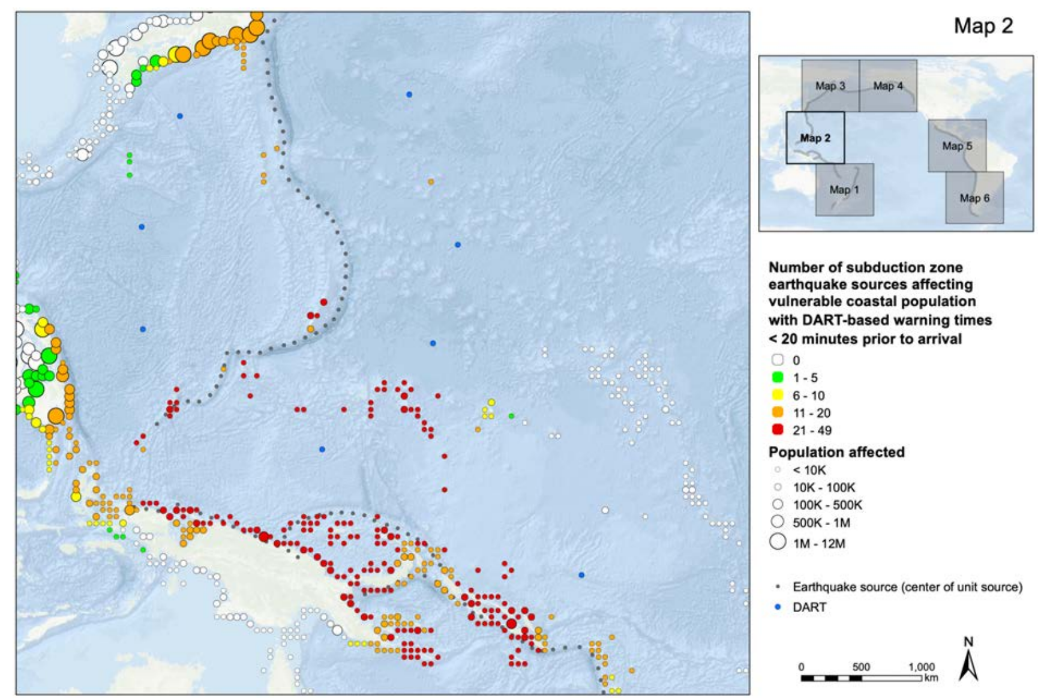 Map 2
Map 3
Map 4
Map 2
Map 5
Map 1
Map 6
Number of subduction zone
earthquake sources affecting
vulnerable coastal population
with DART-based warning times
< 20 minutes prior to arrival
0
1 - 5
6 - 10
11 - 20
21 - 49
Population affected
< 10K
10K - 100K
100K - 500K
500K - 1M
1M - 12M
Earthquake source (center of unit source)
DART
N
0 500 1,000
km